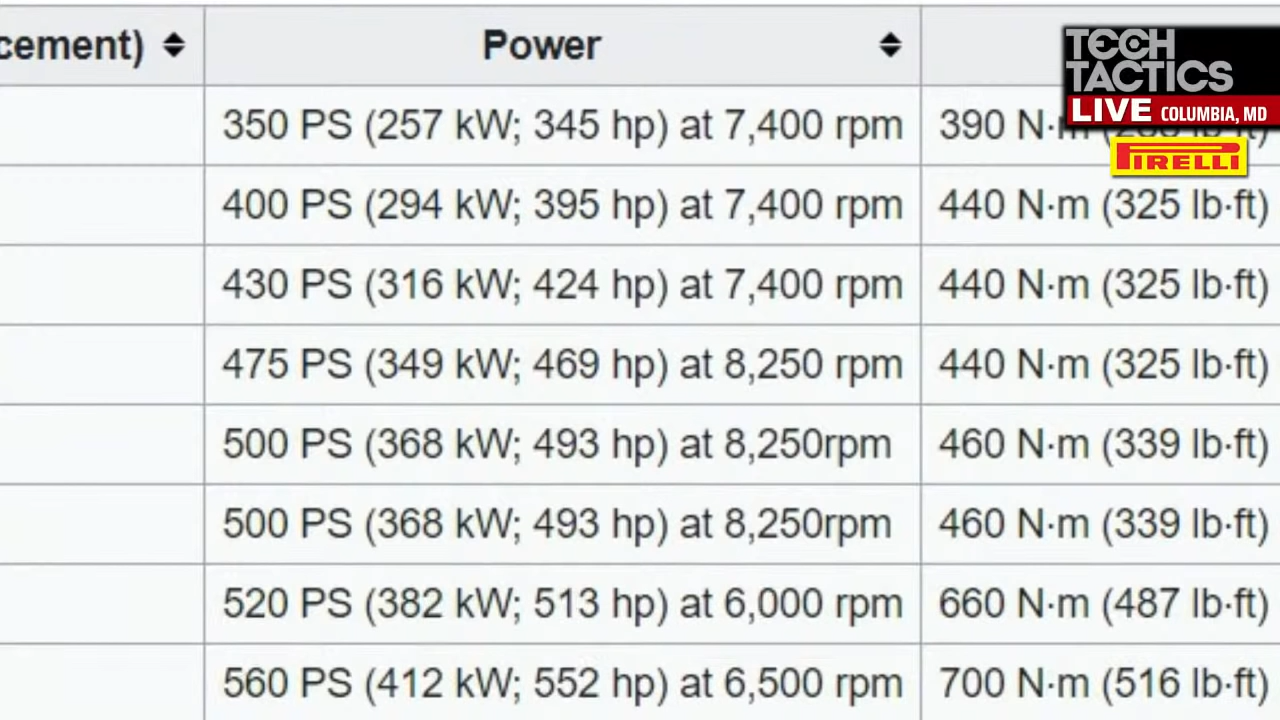 cement) Power
TECH
TACTICS
LIVE COLUMBIA, MD
PIRELLI
350 PS (257 kW; 345 hp) at 7,400 rpm 390 N·m
400 PS (294 kW; 395 hp) at 7,400 rpm 440 N·m (325 lb·ft)
430 PS (316 kW; 424 hp) at 7,400 rpm 440 N·m (325 lb·ft)
475 PS (349 kW; 469 hp) at 8,250 rpm 440 N·m (325 lb·ft)
500 PS (368 kW; 493 hp) at 8,250rpm 460 N·m (339 lb·ft)
500 PS (368 kW; 493 hp) at 8,250rpm 460 N·m (339 lb·ft)
520 PS (382 kW; 513 hp) at 6,000 rpm 660 N·m (487 lb·ft)
560 PS (412 kW; 552 hp) at 6,500 rpm 700 N·m (516 lb·ft)